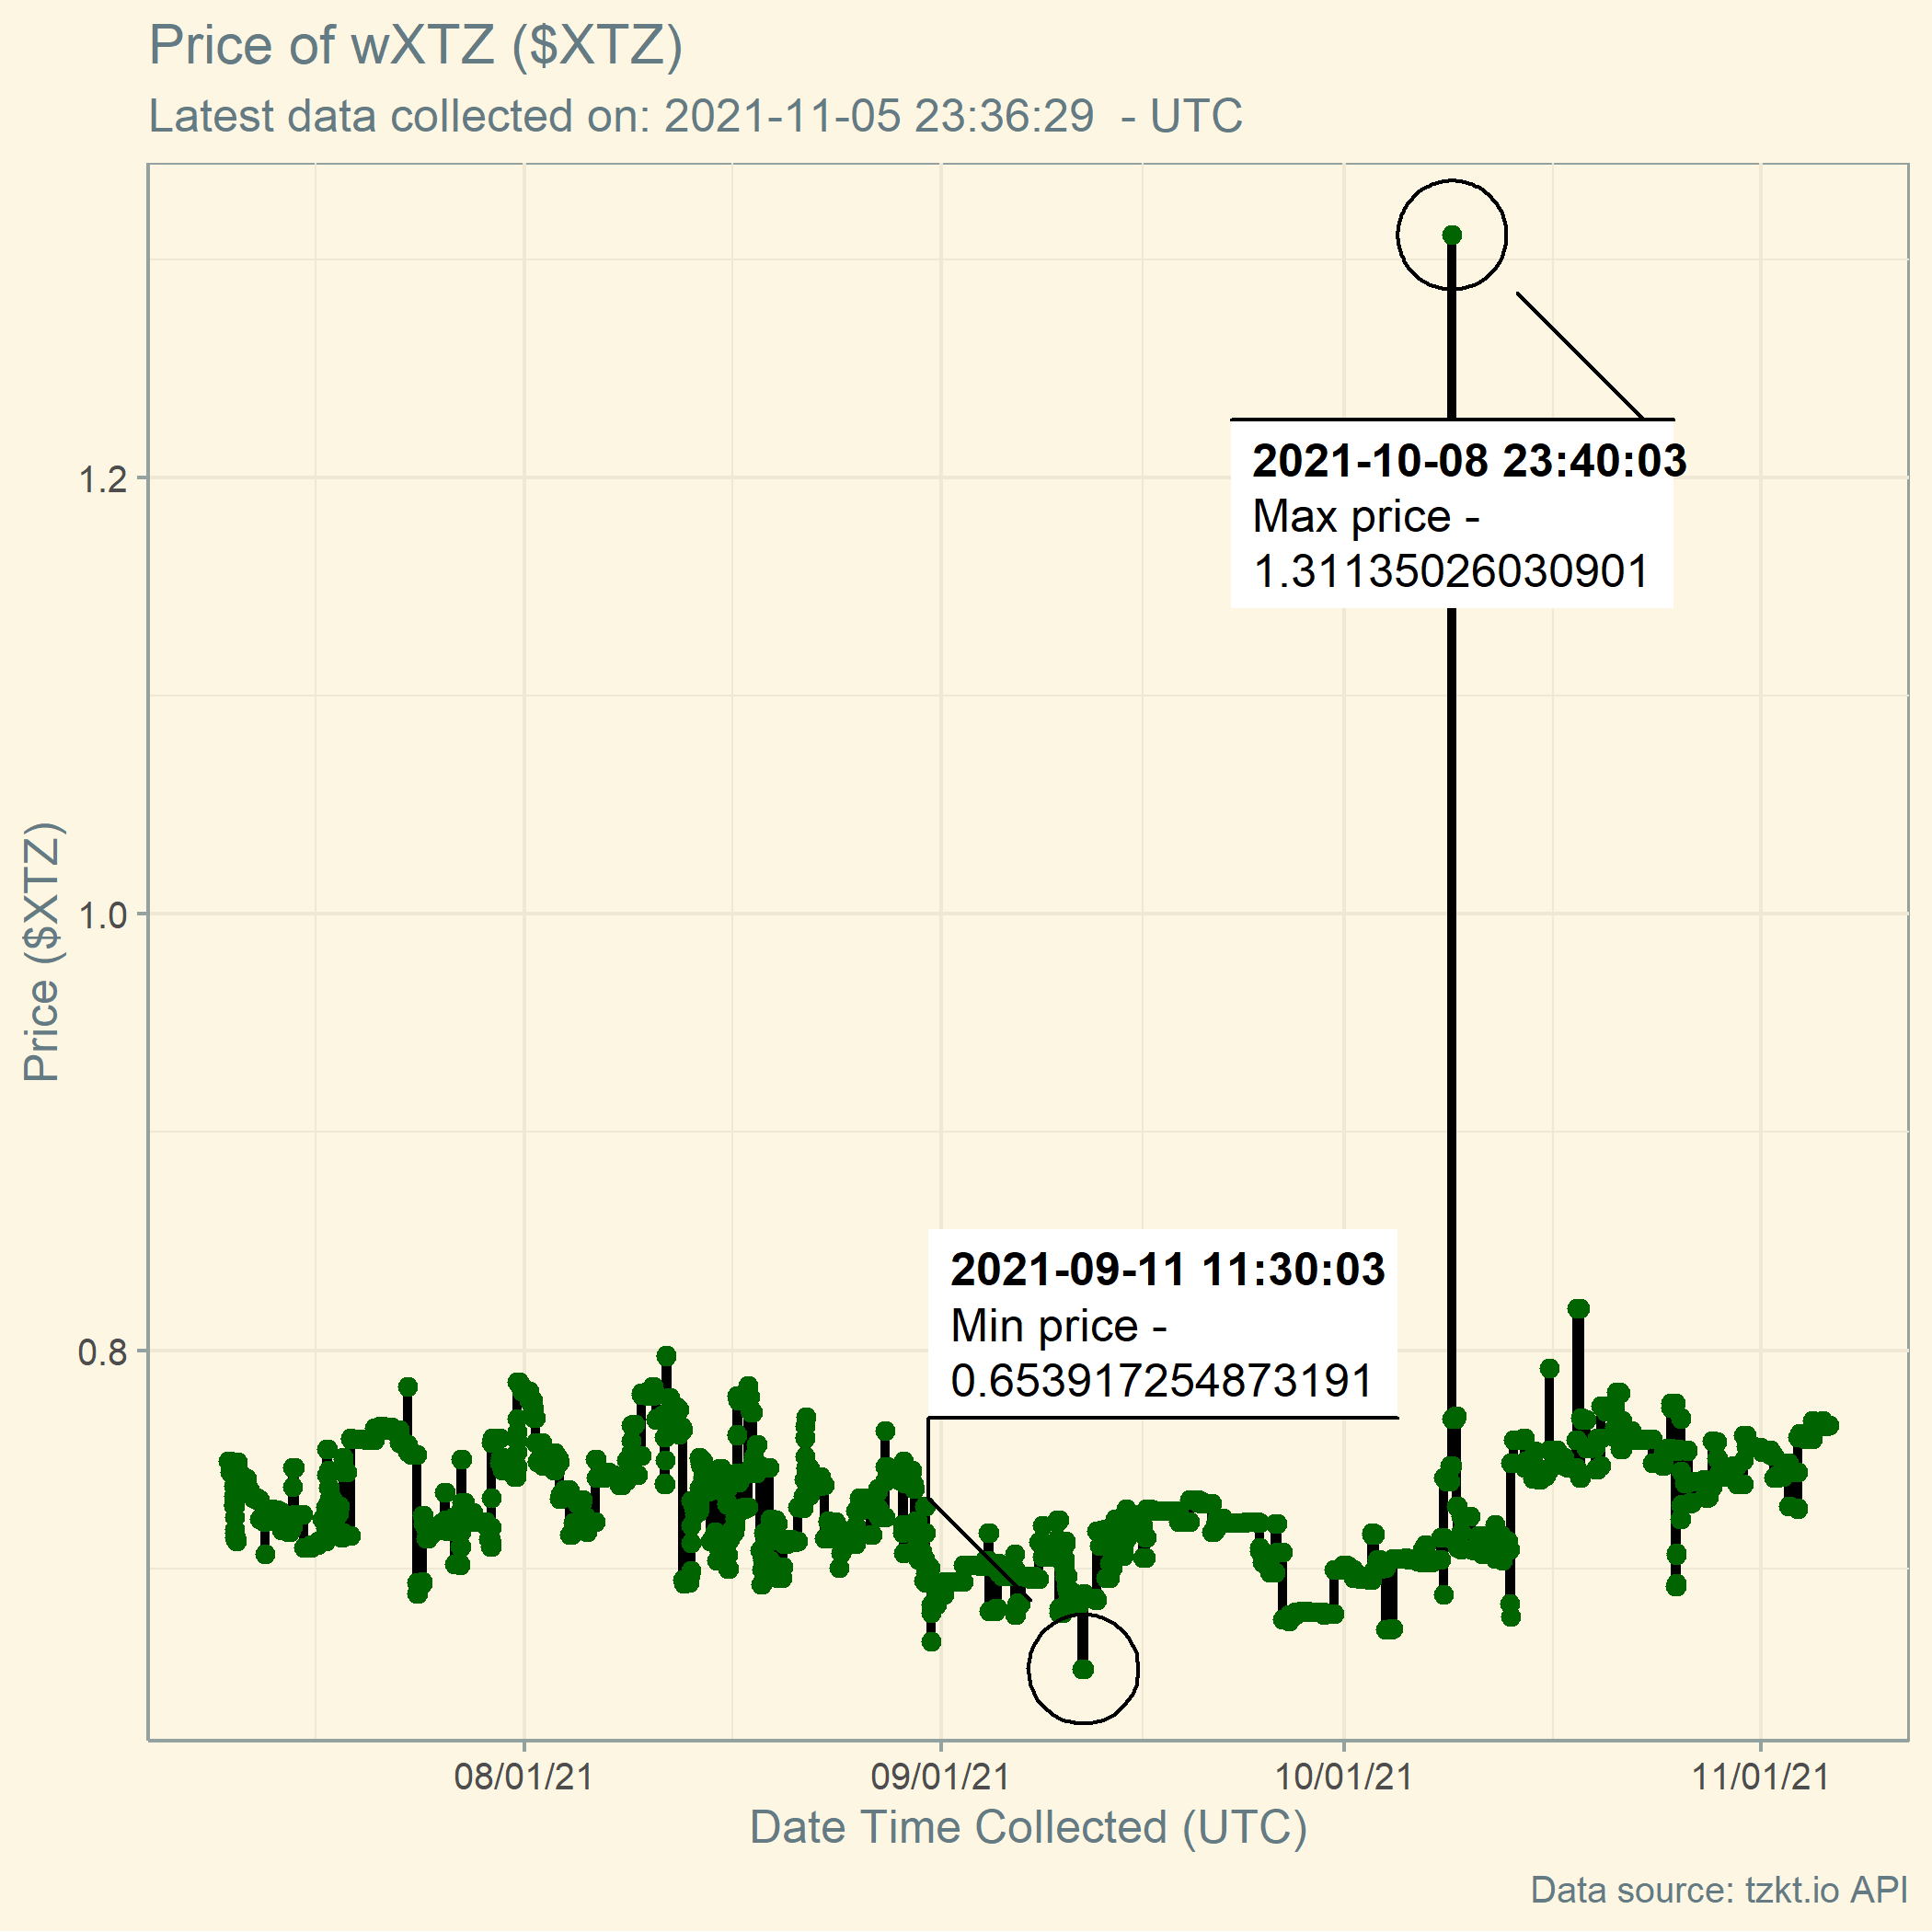 Price of wXTZ ($XTZ)
Latest data collected on: 2021-11-05 23:36:29  - UTC
Price ($XTZ)
1.2
1.0
0.8
2021-10-08 23:40:03
Max price -
1.31135026030901
2021-09-11 11:30:03
Min price -
0.653917254873191
08/01/21
09/01/21
10/01/21
11/01/21
Date Time Collected (UTC)
Data source: tzkt.io API